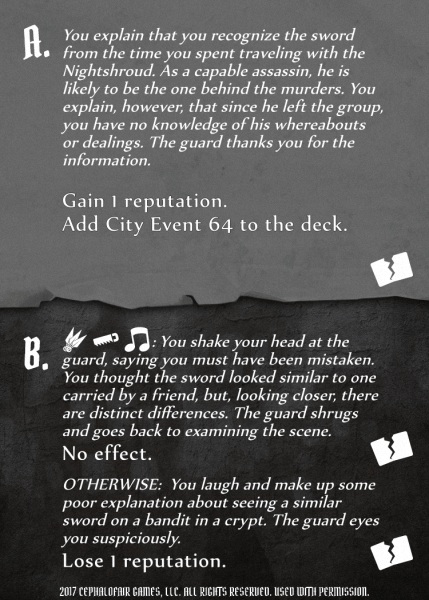 A. You explain that you recognize the sword
from the time you spent traveling with the
Nightshroud. As a capable assassin, he is
likely to be the one behind the murders. You
explain, however, that since he left the group,
you have no knowledge of his whereabouts
or dealings. The guard thanks you for the
information.
Gain 1 reputation.
Add City Event 64 to the deck.
B. : You shake your head at the
guard, saying you must have been mistaken.
You thought the sword looked similar to one
carried by a friend, but, looking closer, there
are distinct differences. The guard shrugs
and goes back to examining the scene.
No effect.
OTHERWISE: You laugh and make up some
poor explanation about seeing a similar
sword on a bandit in a crypt. The guard eyes
you suspiciously.
Lose 1 reputation.
2017 CEPHALOFAIR GAMES, LLC. ALL RIGHTS RESERVED. USED WITH PERMISSION.